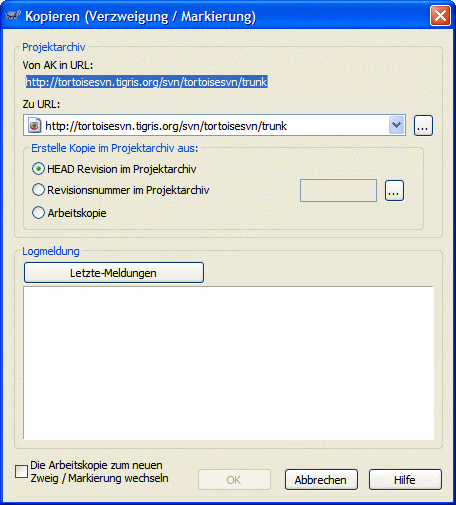 Kopieren (Verzweigung / Markierung)
Projektarchiv
Von AK in URL:
http://tortoisesvn.tigris.org/svn/tortoisesvn/trunk
Zu URL:
http://tortoisesvn.tigris.org/svn/tortoisesvn/trunk
...
Erstelle Kopie im Projektarchiv aus:
HEAD Revision im Projektarchiv
Revisionsnummer im Projektarchiv
...
Arbeitskopie
Logmeldung
Letzte-Meldungen
Die Arbeitskopie zum neuen
Zweig / Markierung wechseln
OK
Abbrechen
Hilfe